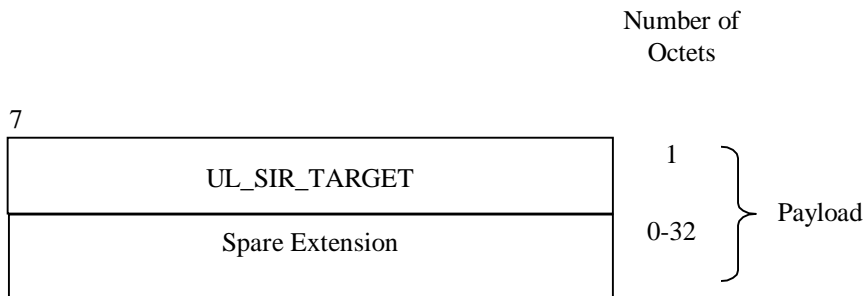 Number of
Octets
7
UL_SIR_TARGET
1
Spare Extension
0-32
Payload